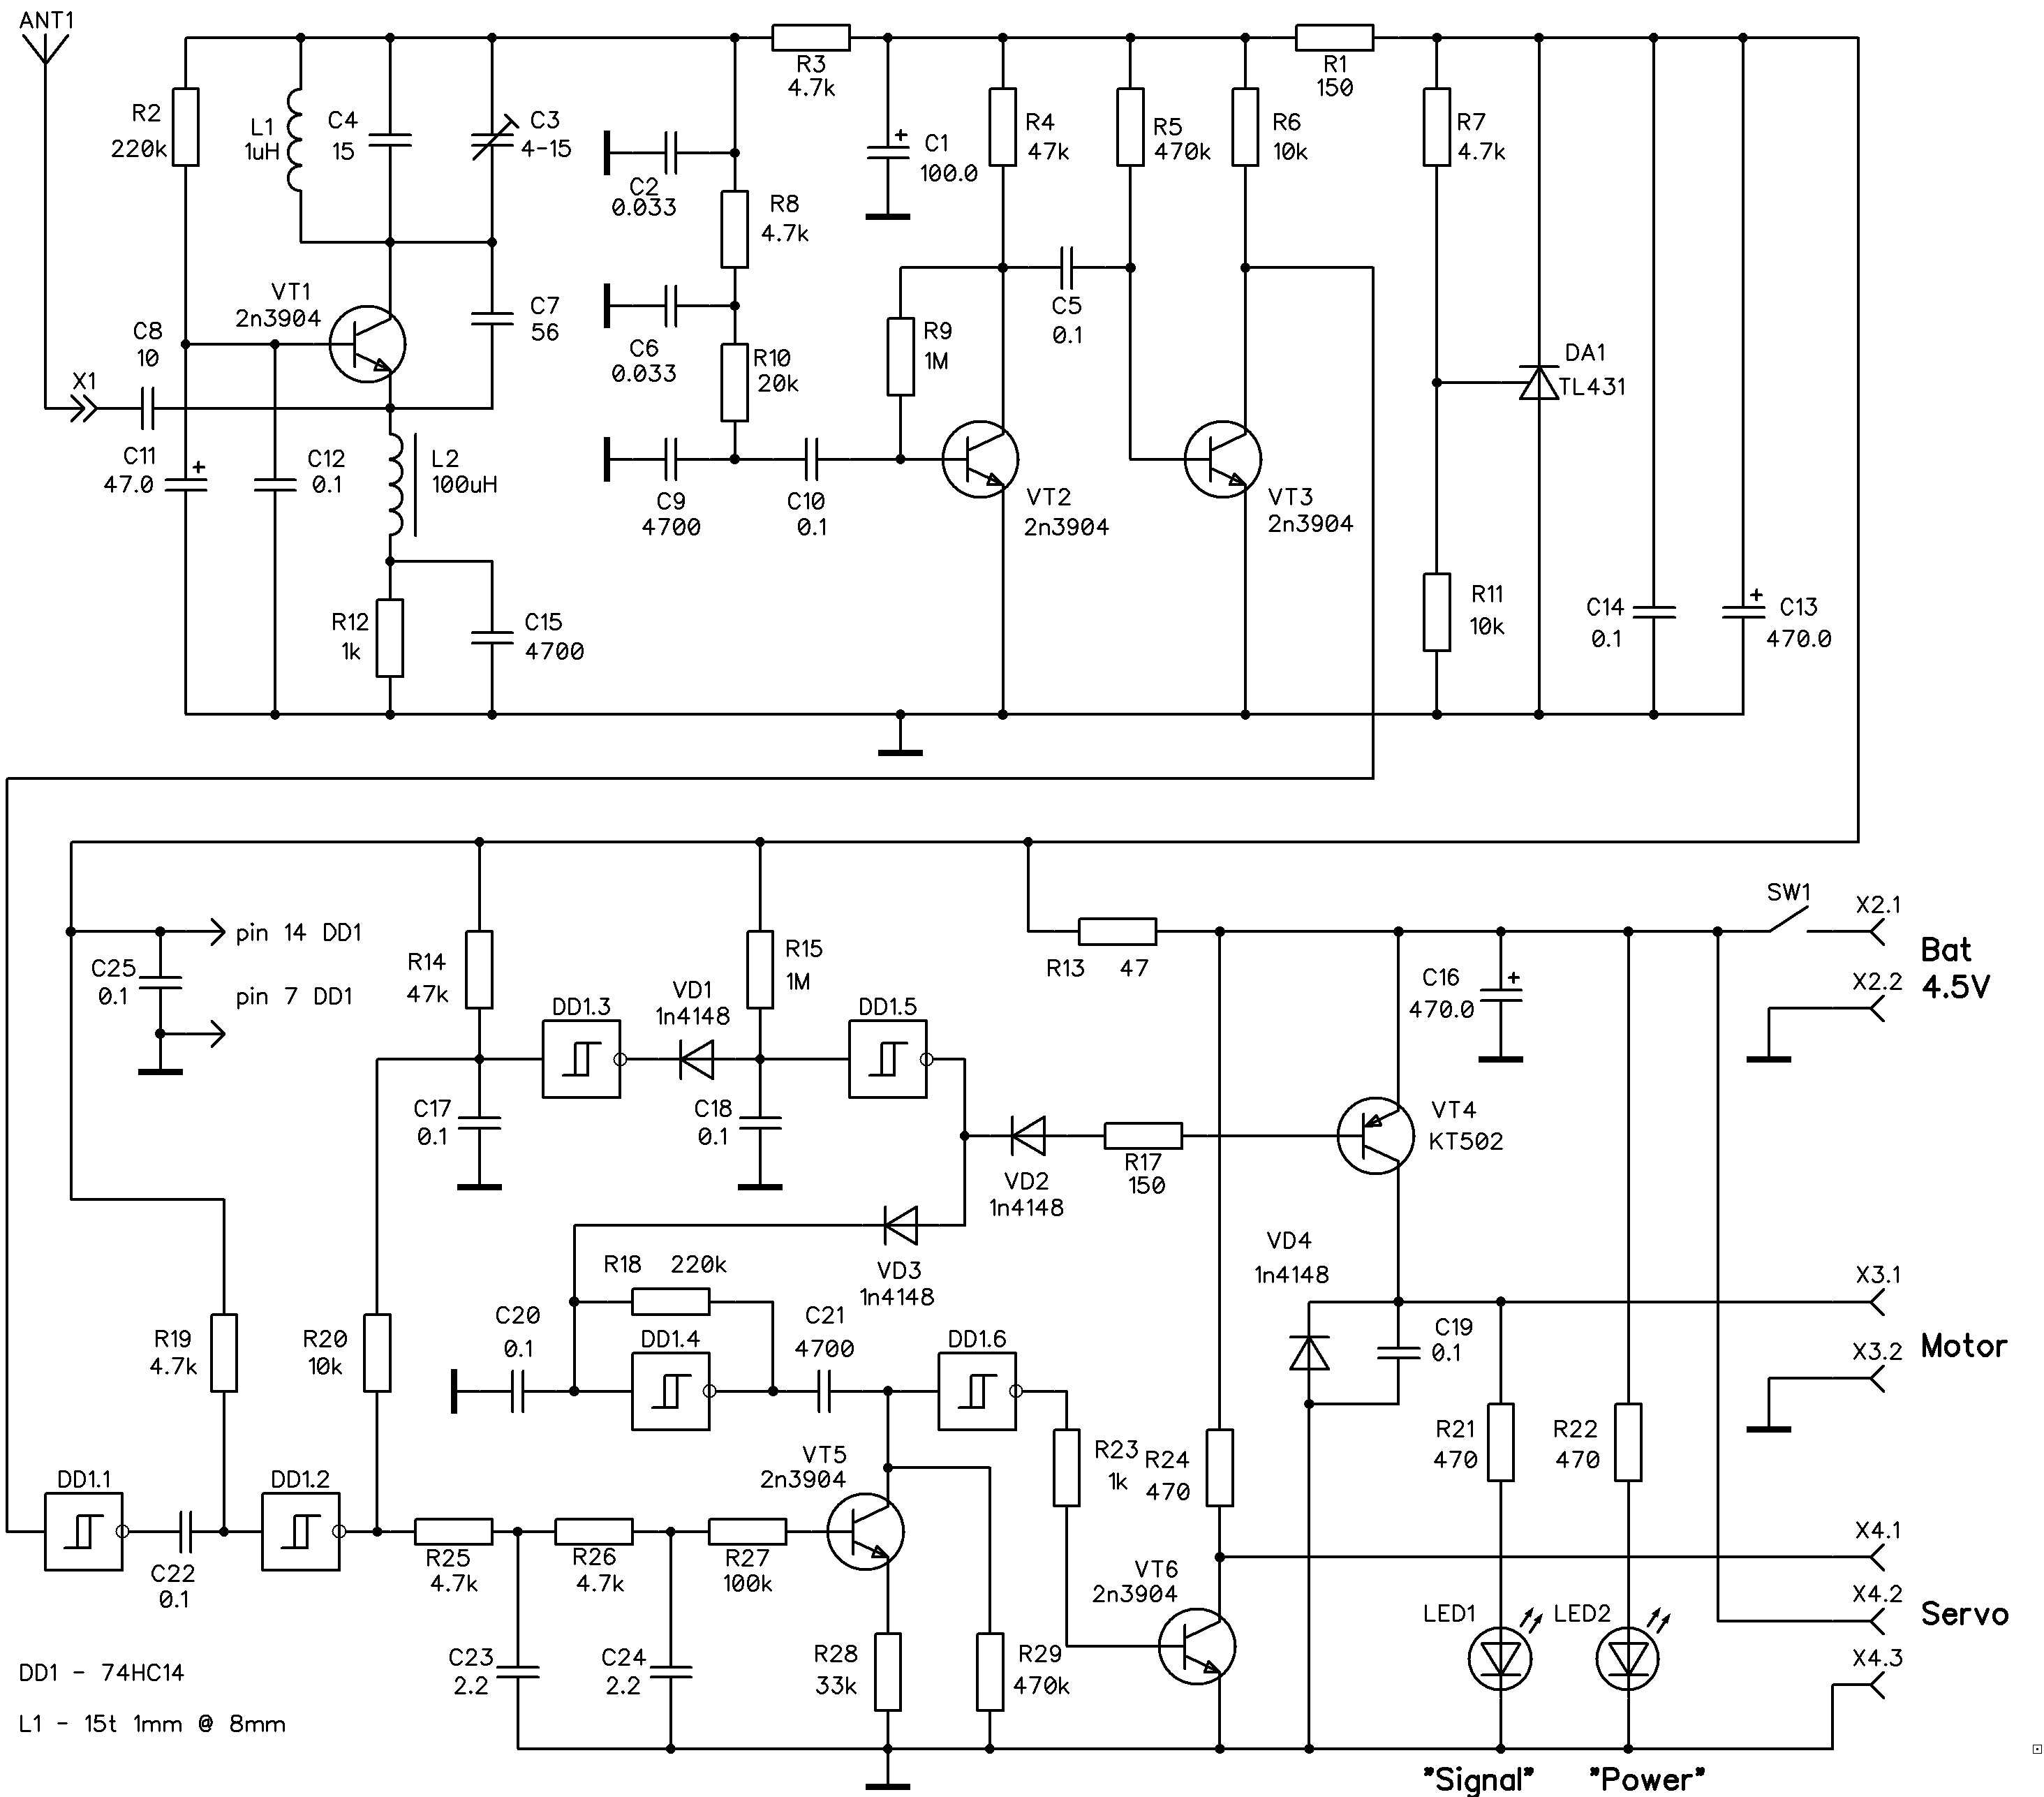 ANT1
R3
4.7k
R1
150
R2
220k
L1
1uH
C4
15
C3
4-15
C2
0.033
R8
4.7k
C1
100.0
R4
47k
R5
470k
R6
10k
R7
4.7k
VT1
2n3904
C7
56
C6
0.033
R10
20k
R9
1M
C5
0.1
DA1
TL431
C8
10
X1
C11
47.0
C12
0.1
L2
100uH
C9
4700
C10
0.1
VT2
2n3904
VT3
2n3904
R12
1k
C15
4700
R11
10k
C14
0.1
C13
470.0
SW1
X2.1
X2.2
Bat
4.5V
pin 14 DD1
C25
0.1
pin 7 DD1
R14
47k
DD1.3
VD1
1n4148
R15
1M
DD1.5
R13 47
C16
470.0
C17
0.1
C18
0.1
VD2
1n4148
R17
150
VT4
KT502
VD3
1n4148
R18 220k
VD4
1n4148
X3.1
X3.2
Motor
R19
4.7k
R20
10k
C20
0.1
DD1.4
C21
4700
DD1.6
C19
0.1
R23
1k
R24
470
R21
470
R22
470
DD1.1
C22
0.1
DD1.2
R25
4.7k
R26
4.7k
R27
100k
VT5
2n3904
VT6
2n3904
X4.1
X4.2
X4.3
Servo
LED1
LED2
C23
2.2
C24
2.2
R28
33k
R29
470k
DD1 - 74HC14
L1 - 15t 1mm @ 8mm
"Signal"
"Power"